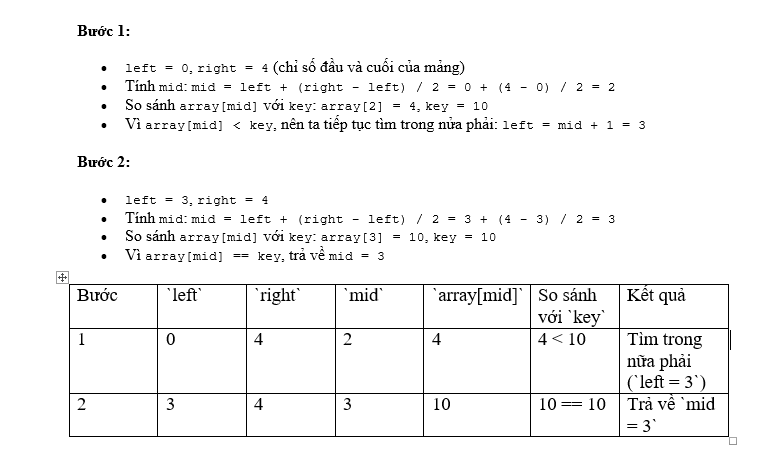 Bước 1:
• left = 0, right = 4 (chỉ số đầu và cuối của mảng)
• Tính mid: mid = left + (right - left) / 2 = 0 + (4 - 0) / 2 = 2
• So sánh array[mid] với key: array[2] = 4, key = 10
• Vì array[mid] < key, nên ta tiếp tục tìm trong nửa phải: left = mid + 1 = 3
Bước 2:
• left = 3, right = 4
• Tính mid: mid = left + (right - left) / 2 = 3 + (4 - 3) / 2 = 3
• So sánh array[mid] với key: array[3] = 10, key = 10
• Vì array[mid] == key, trả về mid = 3
Bước `left` `right` `mid` `array[mid]` So sánh Kết quả
với `key`
1 0 4 2 4 4 < 10 Tìm trong
nữa phải
(`left = 3`)
2 3 4 3 10 10 == 10 Trả về `mid
= 3`